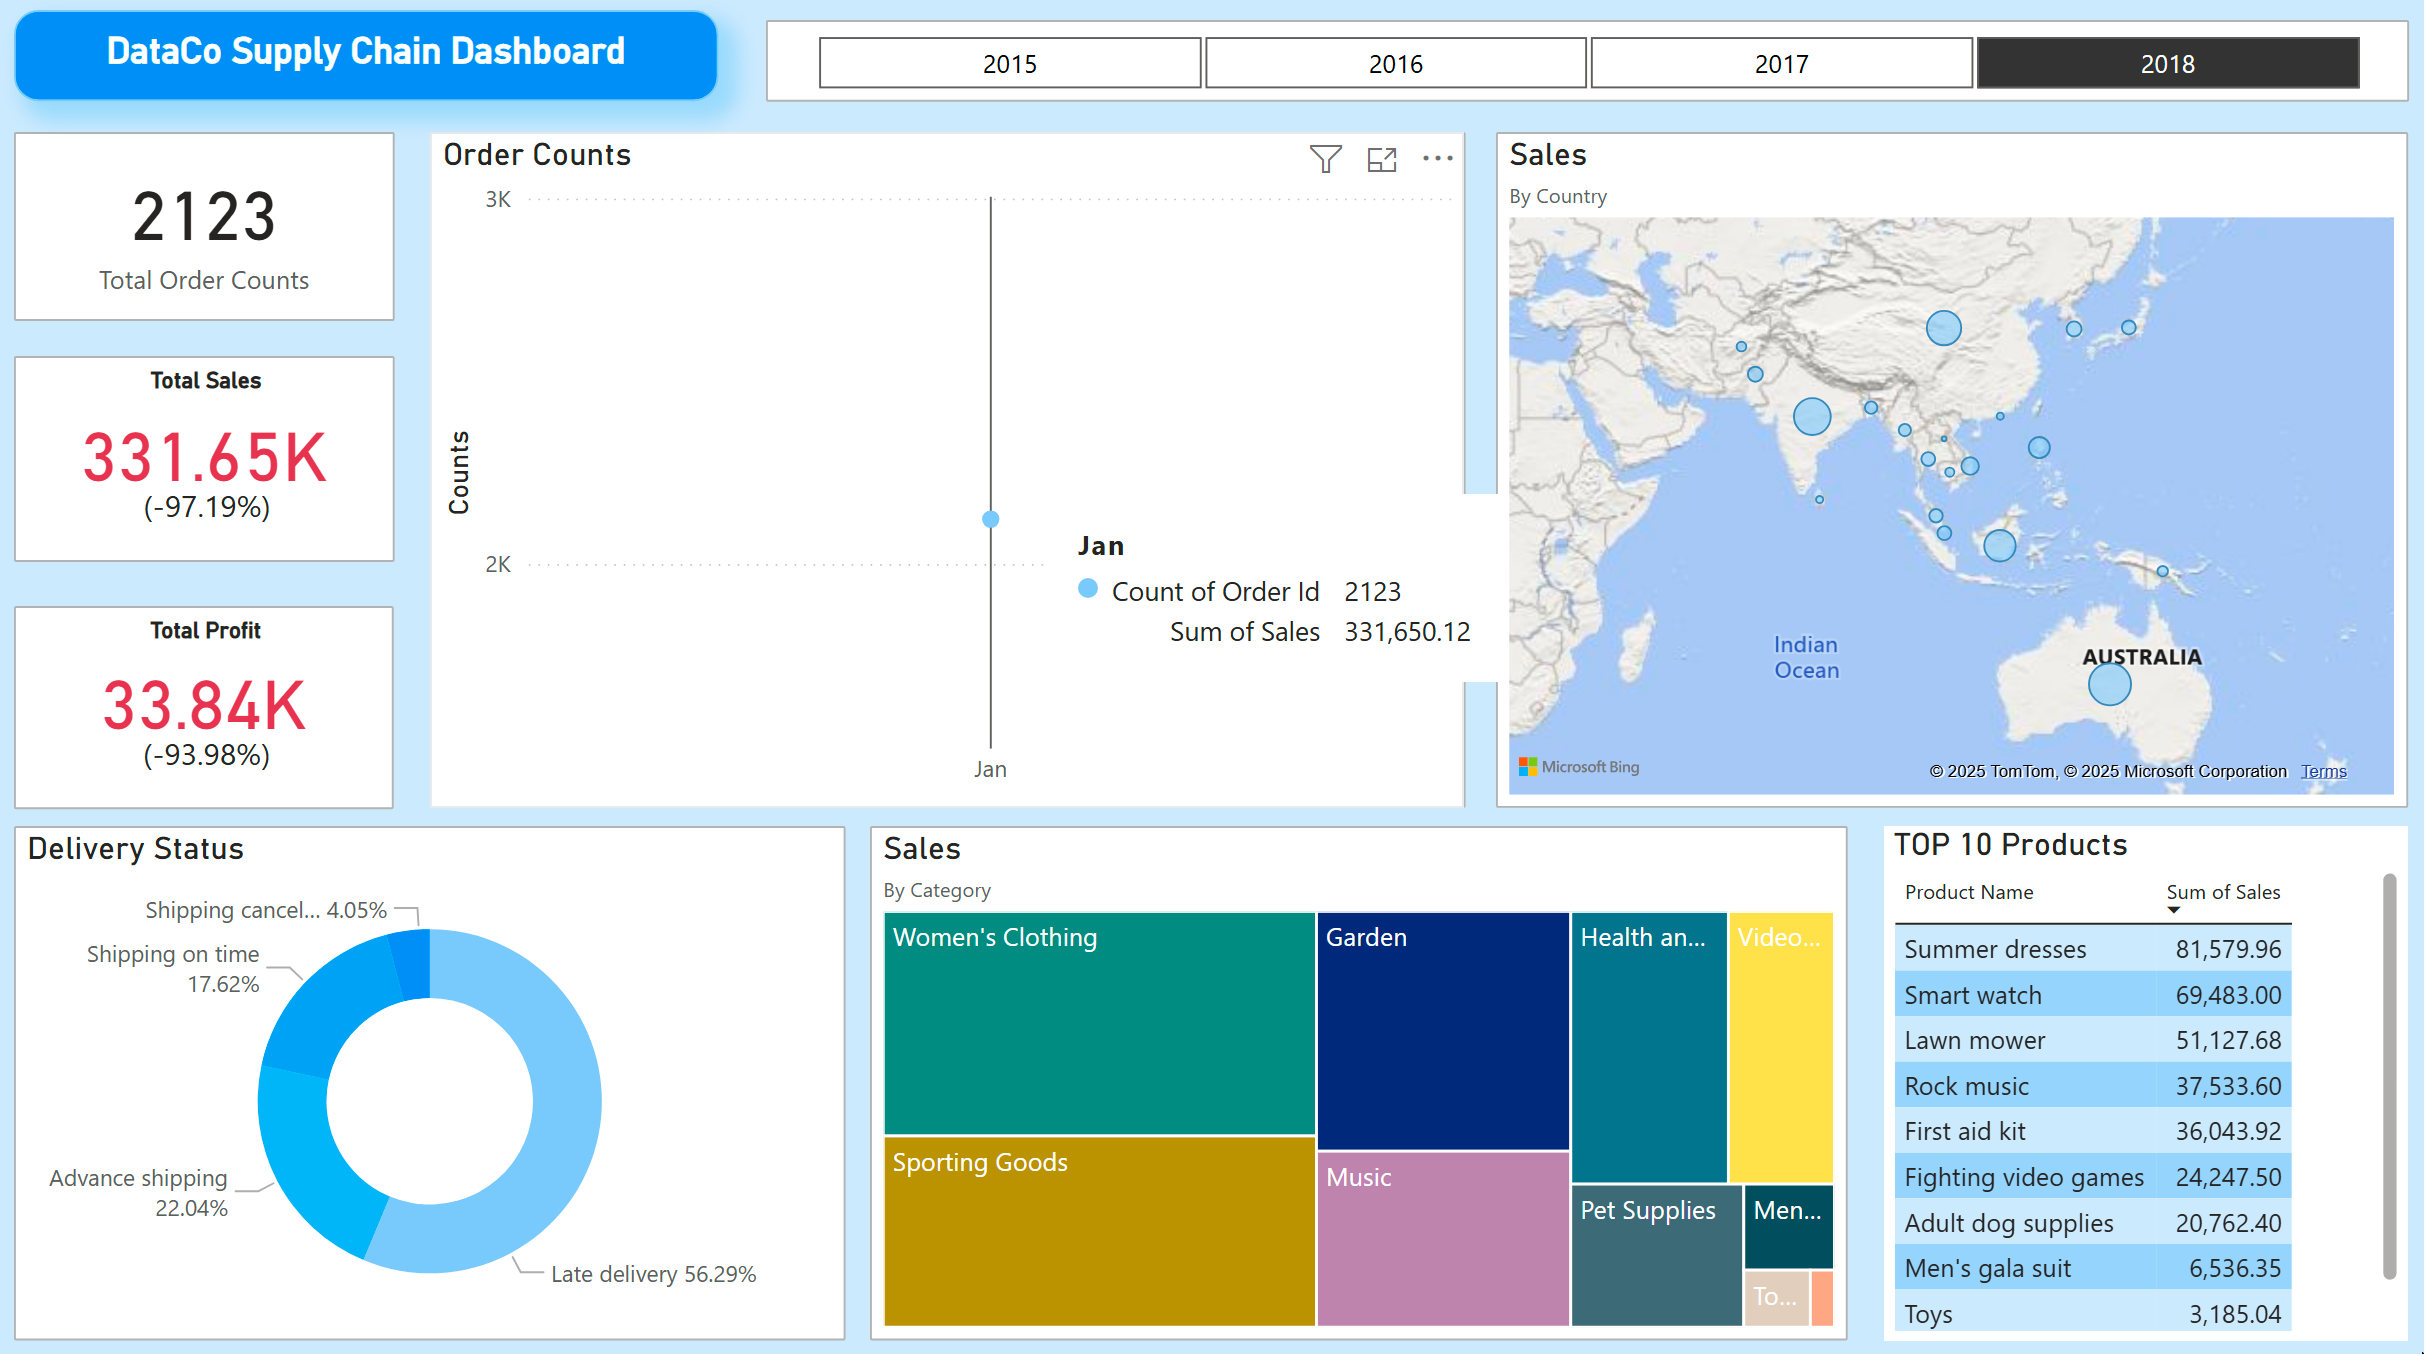 DataCo Supply Chain Dashboard
2015
2016
2017
2018
2123
Total Order Counts
Total Sales
331.65K
(-97.19%)
Total Profit
33.84K
(-93.98%)
Order Counts
3K
2K
Counts
Jan
Jan
Count of Order Id 2123
Sum of Sales 331,650.12
Sales
By Country
Indian
Ocean
AUSTRALIA
Microsoft Bing
© 2025 TomTom, © 2025 Microsoft Corporation Terms
Delivery Status
Shipping cancel... 4.05%
Shipping on time
17.62%
Advance shipping
22.04%
Late delivery 56.29%
Sales
By Category
Women's Clothing
Sporting Goods
Garden
Music
Health an...
Video...
Pet Supplies
Men...
To...
TOP 10 Products
Product Name Sum of Sales
Summer dresses 81,579.96
Smart watch 69,483.00
Lawn mower 51,127.68
Rock music 37,533.60
First aid kit 36,043.92
Fighting video games 24,247.50
Adult dog supplies 20,762.40
Men's gala suit 6,536.35
Toys 3,185.04